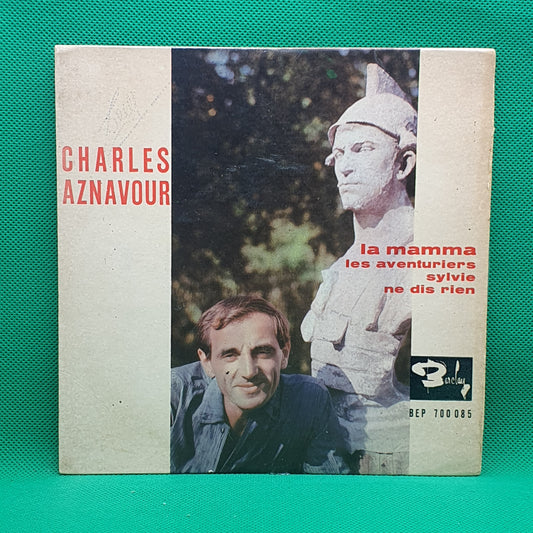 CHARLES
AZNAVOUR
la mamma
les aventuriers
sylvie
ne dis rien
Barclay
BEP 700 085